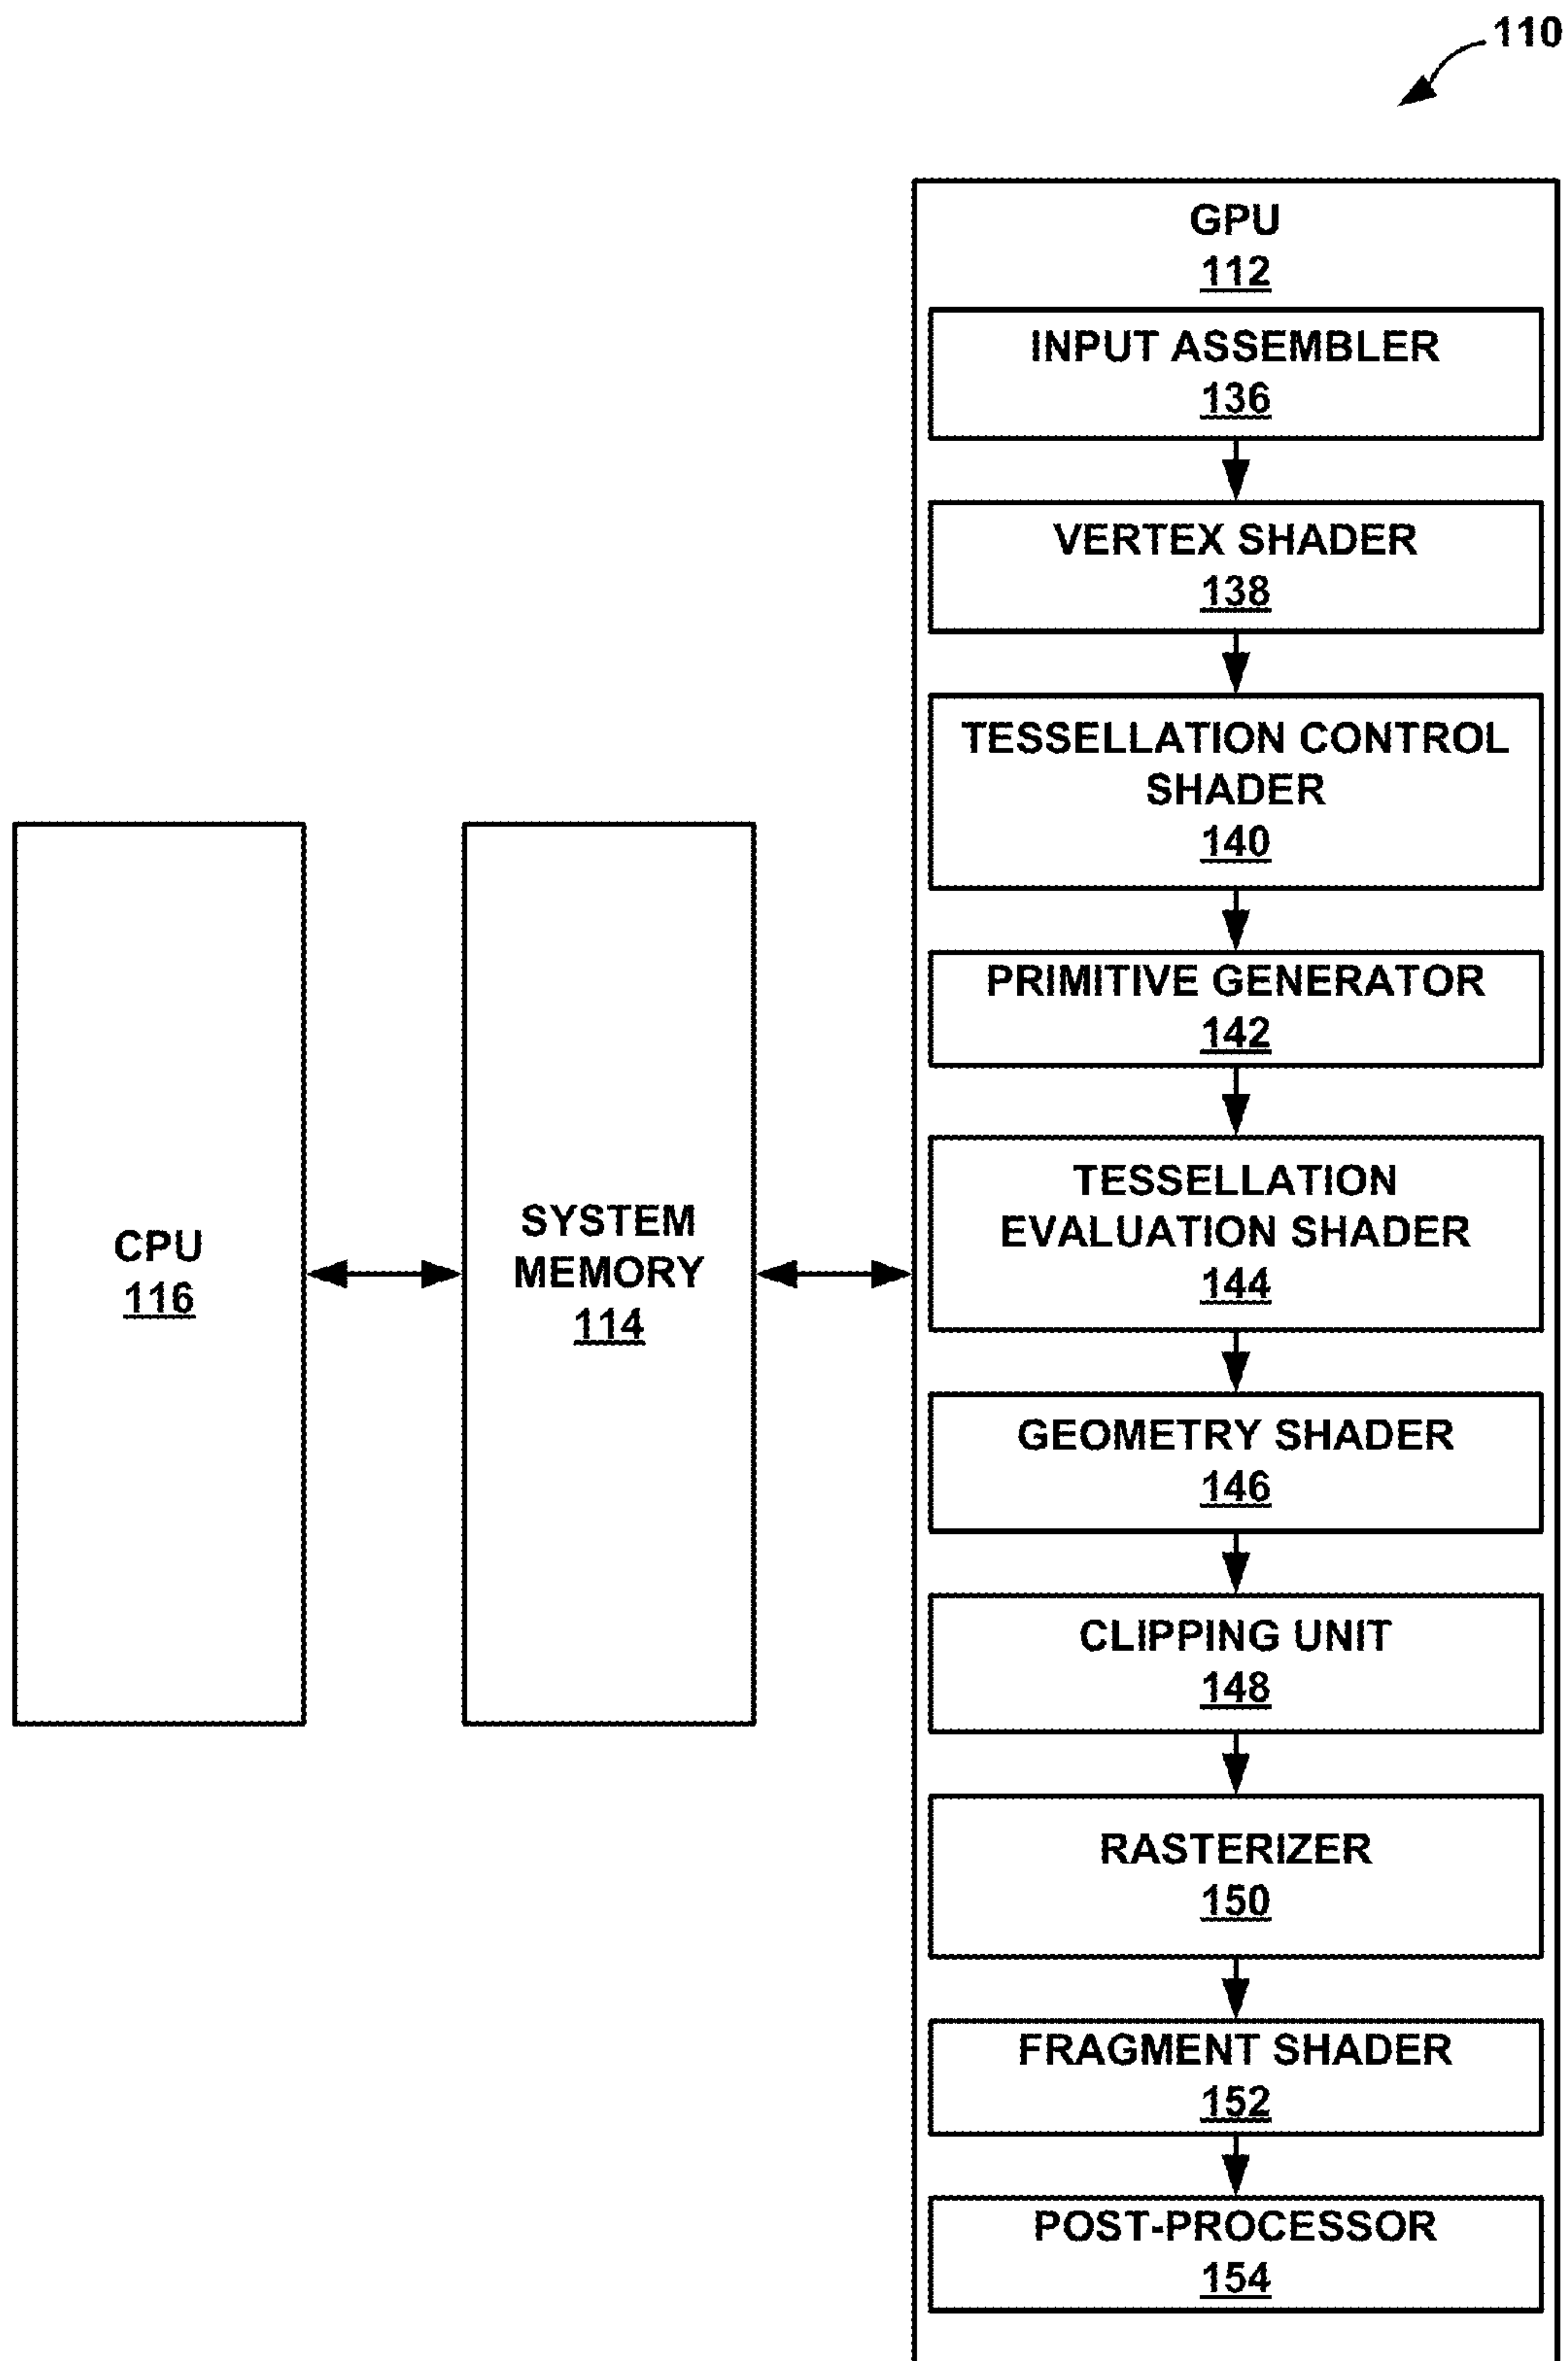 110
GPU
112
INPUT ASSEMBLER
136
VERTEX SHADER
138
TESSELLATION CONTROL
SHADER
140
PRIMITIVE GENERATOR
142
TESSELLATION
EVALUATION SHADER
144
GEOMETRY SHADER
146
CLIPPING UNIT
148
RASTERIZER
150
FRAGMENT SHADER
152
POST-PROCESSOR
154
CPU
116
SYSTEM
MEMORY
114